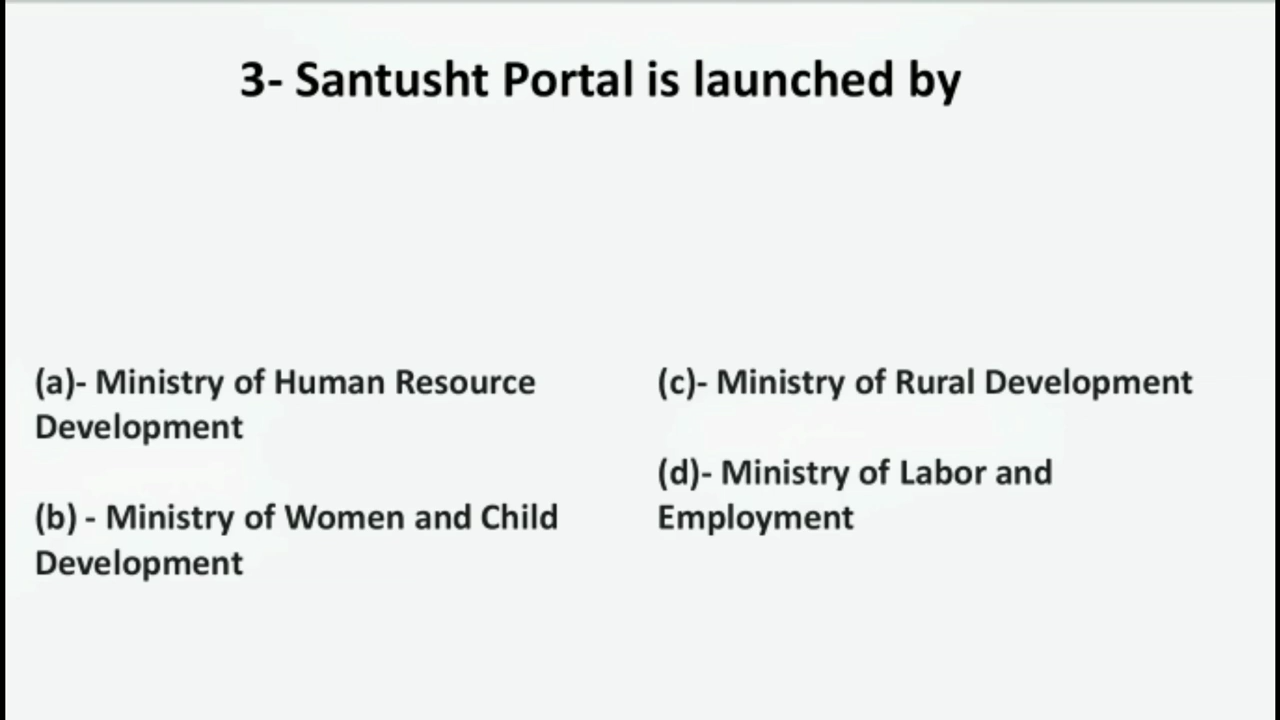 3- Santusht Portal is launched by
(a)- Ministry of Human Resource
Development
(b) - Ministry of Women and Child
Development
(c)- Ministry of Rural Development
(d)- Ministry of Labor and
Employment